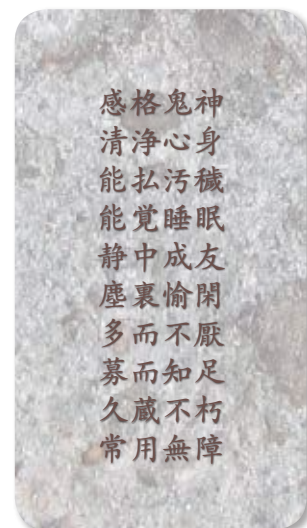 感格鬼神
清浄心身
能払汚穢
能覚睡眠
静中成友
塵裏愉閑
多而不厭
募而知足
久蔵不朽
常用無障